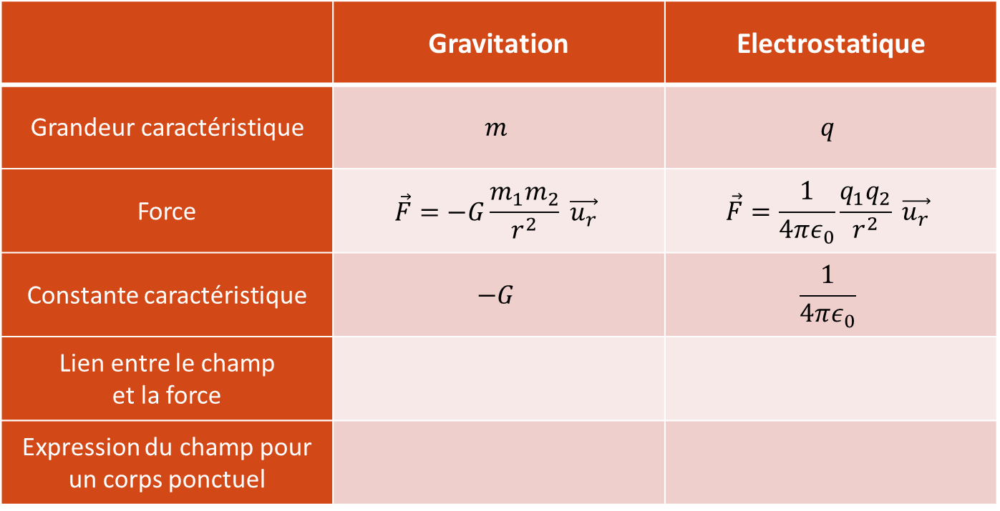 Gravitation
Electrostatique
Grandeur caractéristique
m
q
Force
$\vec{F} = -G \frac{m_1 m_2}{r^2} \overrightarrow{u_r}$
$\vec{F} = \frac{1}{4\pi\epsilon_0} \frac{q_1 q_2}{r^2} \overrightarrow{u_r}$
Constante caractéristique
$-G$
$\frac{1}{4\pi\epsilon_0}$
Lien entre le champ
et la force
Expression du champ pour
un corps ponctuel